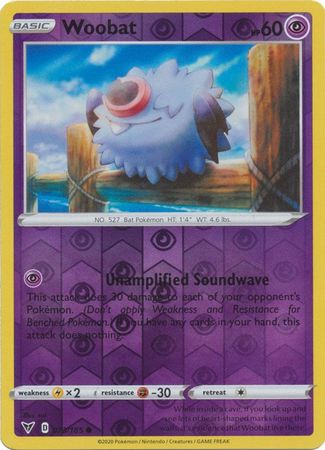 BASIC Woobat HP60
NO. 527 Bat Pokémon HT: 1'4" WT: 4.6 lbs.
Unamplified Soundwave
This attack does 30 damage to each of your opponent's
Pokémon. (Don't apply Weakness and Resistance for
Benched Pokémon.) If you have any cards in your hand, this
attack does nothing.
weakness ×2 resistance -30 retreat
While inside a cave, if you look up and
see lots of heart-shaped marks lining the
walls, it's evidence that Woobat live there.
D /185
©2020 Pokémon / Nintendo / Creatures / GAME FREAK